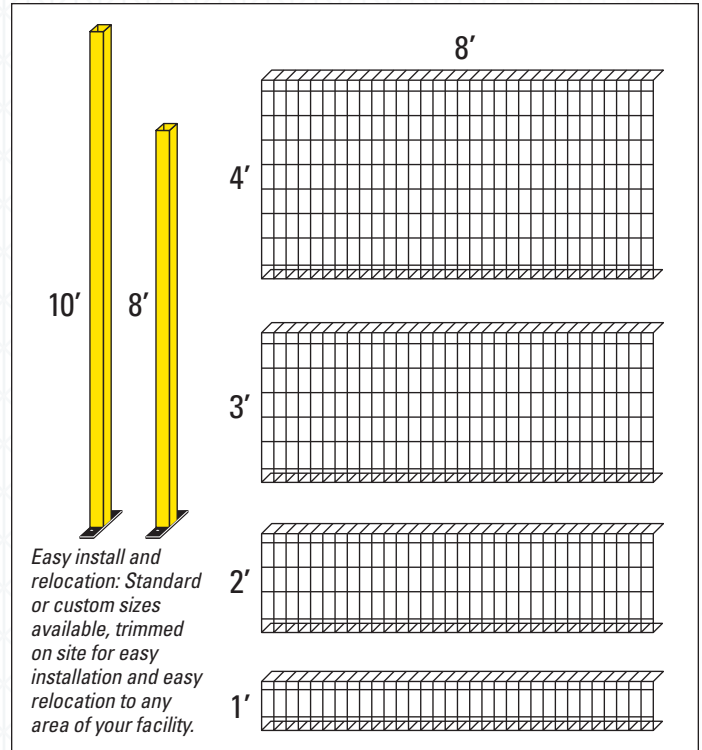 8′
4′
10′ 8′
3′
2′
1′
Easy install and
relocation: Standard
or custom sizes
available, trimmed
on site for easy
installation and easy
relocation to any
area of your facility.